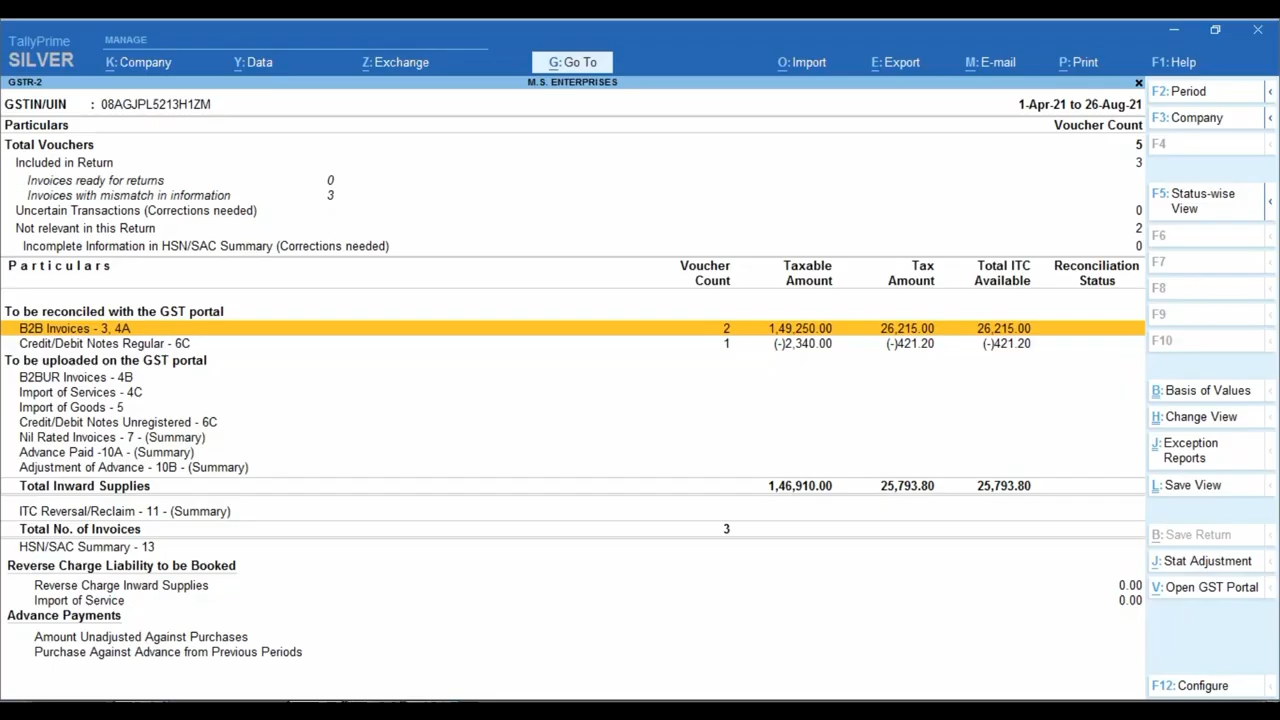 TallyPrime
SILVER
MANAGE
K: Company
Y: Data
Z: Exchange
G: Go To
O: Import
E: Export
M: E-mail
P: Print
F1: Help
GSTR-2
M.S. ENTERPRISES
GSTIN/UIN : 08AGJPL5213H1ZM
1-Apr-21 to 26-Aug-21
Particulars Voucher Count
Total Vouchers 5
Included in Return 3
Invoices ready for returns 0
Invoices with mismatch in information 3
Uncertain Transactions (Corrections needed) 0
Not relevant in this Return 2
Incomplete Information in HSN/SAC Summary (Corrections needed) 0
Particulars Voucher Taxable Tax Total ITC Reconciliation
Count Amount Amount Available Status
To be reconciled with the GST portal
B2B Invoices - 3, 4A 2 1,49,250.00 26,215.00 26,215.00
Credit/Debit Notes Regular - 6C 1 (-)2,340.00 (-)421.20 (-)421.20
To be uploaded on the GST portal
B2BUR Invoices - 4B
Import of Services - 4C
Import of Goods - 5
Credit/Debit Notes Unregistered - 6C
Nil Rated Invoices - 7 - (Summary)
Advance Paid -10A - (Summary)
Adjustment of Advance - 10B - (Summary)
Total Inward Supplies 1,46,910.00 25,793.80 25,793.80
ITC Reversal/Reclaim - 11 - (Summary)
Total No. of Invoices 3
HSN/SAC Summary - 13
Reverse Charge Liability to be Booked
Reverse Charge Inward Supplies 0.00
Import of Service 0.00
Advance Payments
Amount Unadjusted Against Purchases
Purchase Against Advance from Previous Periods
F2: Period
F3: Company
F4
F5: Status-wise
View
F6
F7
F8
F9
F10
B: Basis of Values
H: Change View
J: Exception
Reports
L: Save View
B: Save Return
J: Stat Adjustment
V: Open GST Portal
F12: Configure